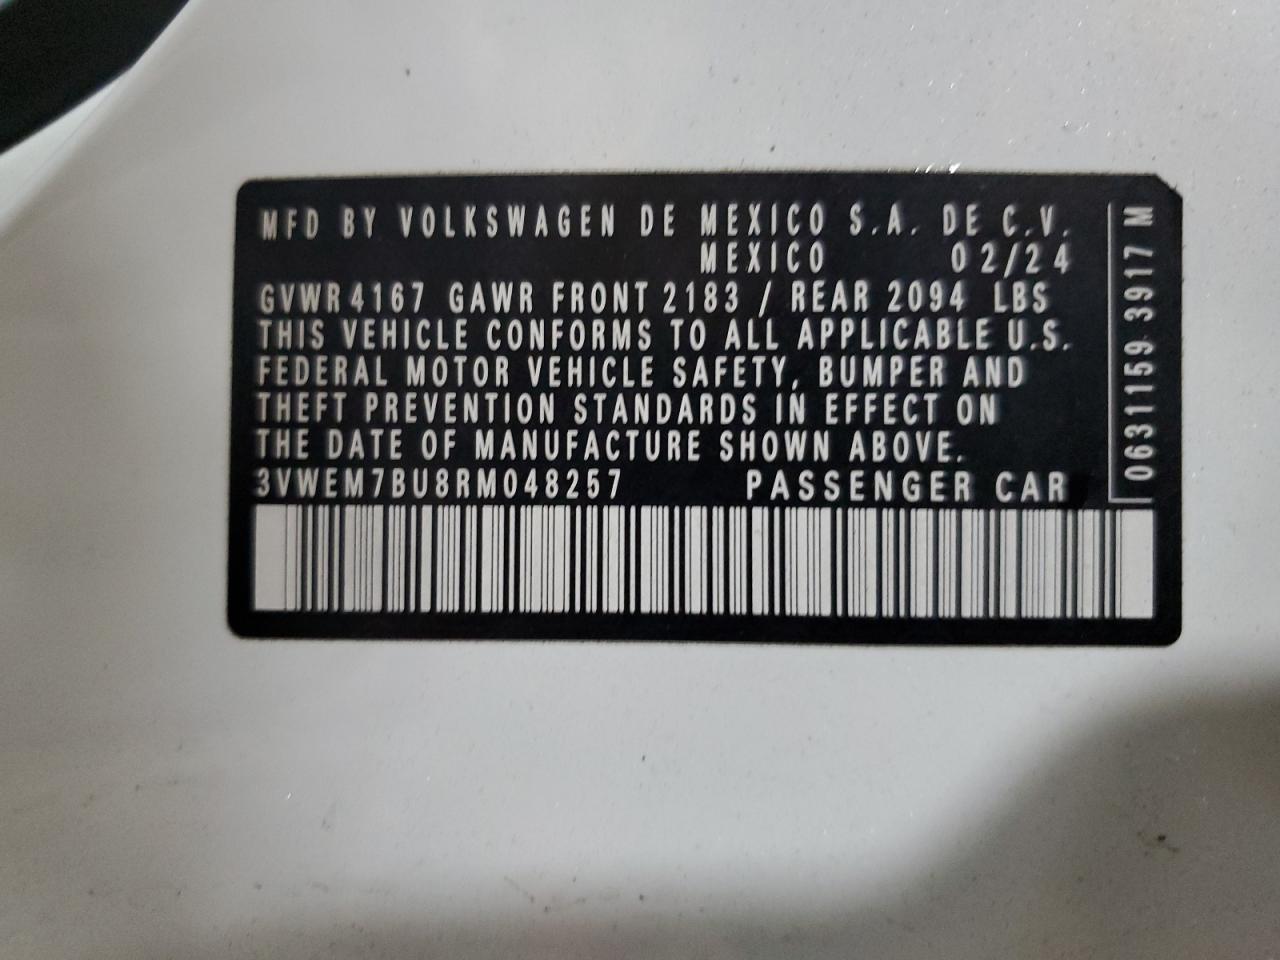 MFD BY VOLKSWAGEN DE MEXICO S.A. DE C.V.
MEXICO 02/24
GVWR 4167 GAWR FRONT 2183 / REAR 2094 LBS
THIS VEHICLE CONFORMS TO ALL APPLICABLE U.S.
FEDERAL MOTOR VEHICLE SAFETY, BUMPER AND
THEFT PREVENTION STANDARDS IN EFFECT ON
THE DATE OF MANUFACTURE SHOWN ABOVE.
3VWEM7BU8RM048257 PASSENGER CAR
0631159 3917 M